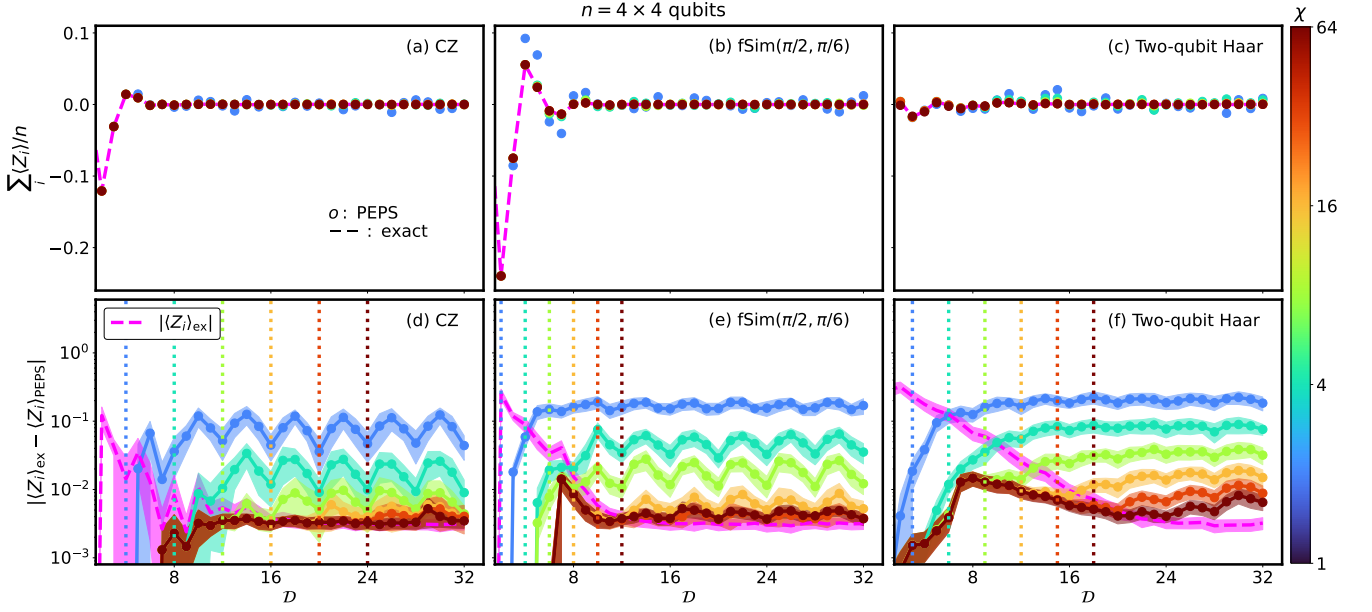 n = 4 × 4 qubits
χ
(a) CZ
(b) fSim(π/2, π/6)
(c) Two-qubit Haar
0.1
0.0
−0.1
−0.2
∑i⟨Zi⟩/n
o : PEPS
−− : exact
64
16
4
1
|⟨Zi⟩ex|
(d) CZ
(e) fSim(π/2, π/6)
(f) Two-qubit Haar
10⁰
10⁻¹
10⁻²
10⁻³
|⟨Zi⟩ex − ⟨Zi⟩PEPS|
8 16 24 32
8 16 24 32
8 16 24 32
𝒟
𝒟
𝒟